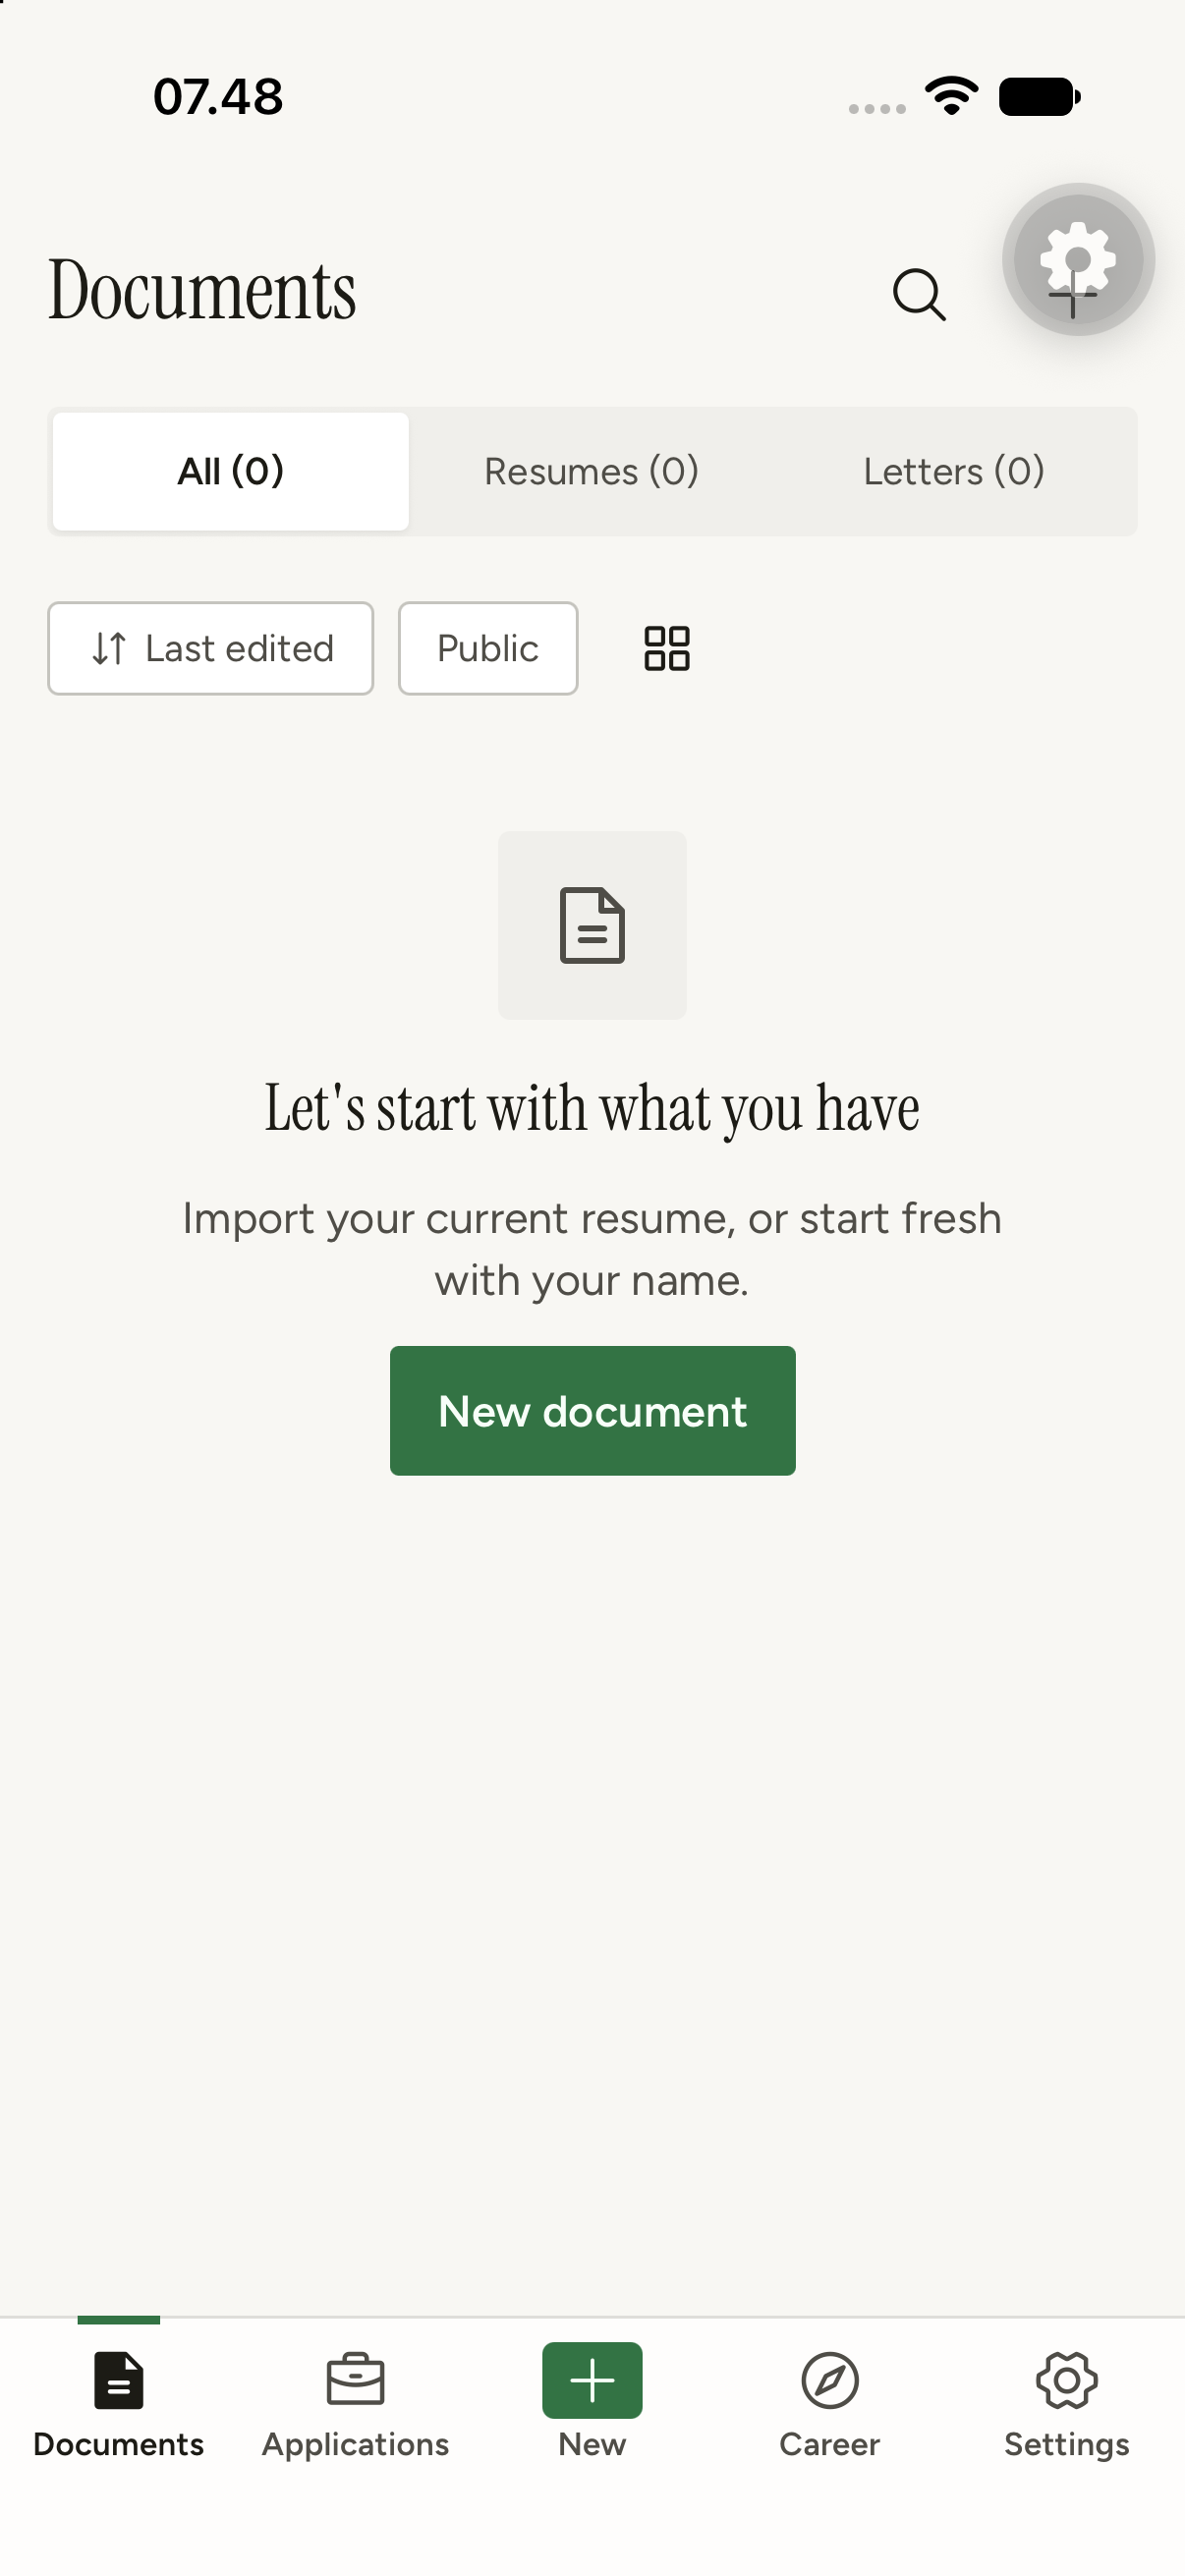 07.48
Documents
All (0)
Resumes (0)
Letters (0)
Last edited
Public
Let's start with what you have
Import your current resume, or start fresh
with your name.
New document
Documents
Applications
New
Career
Settings